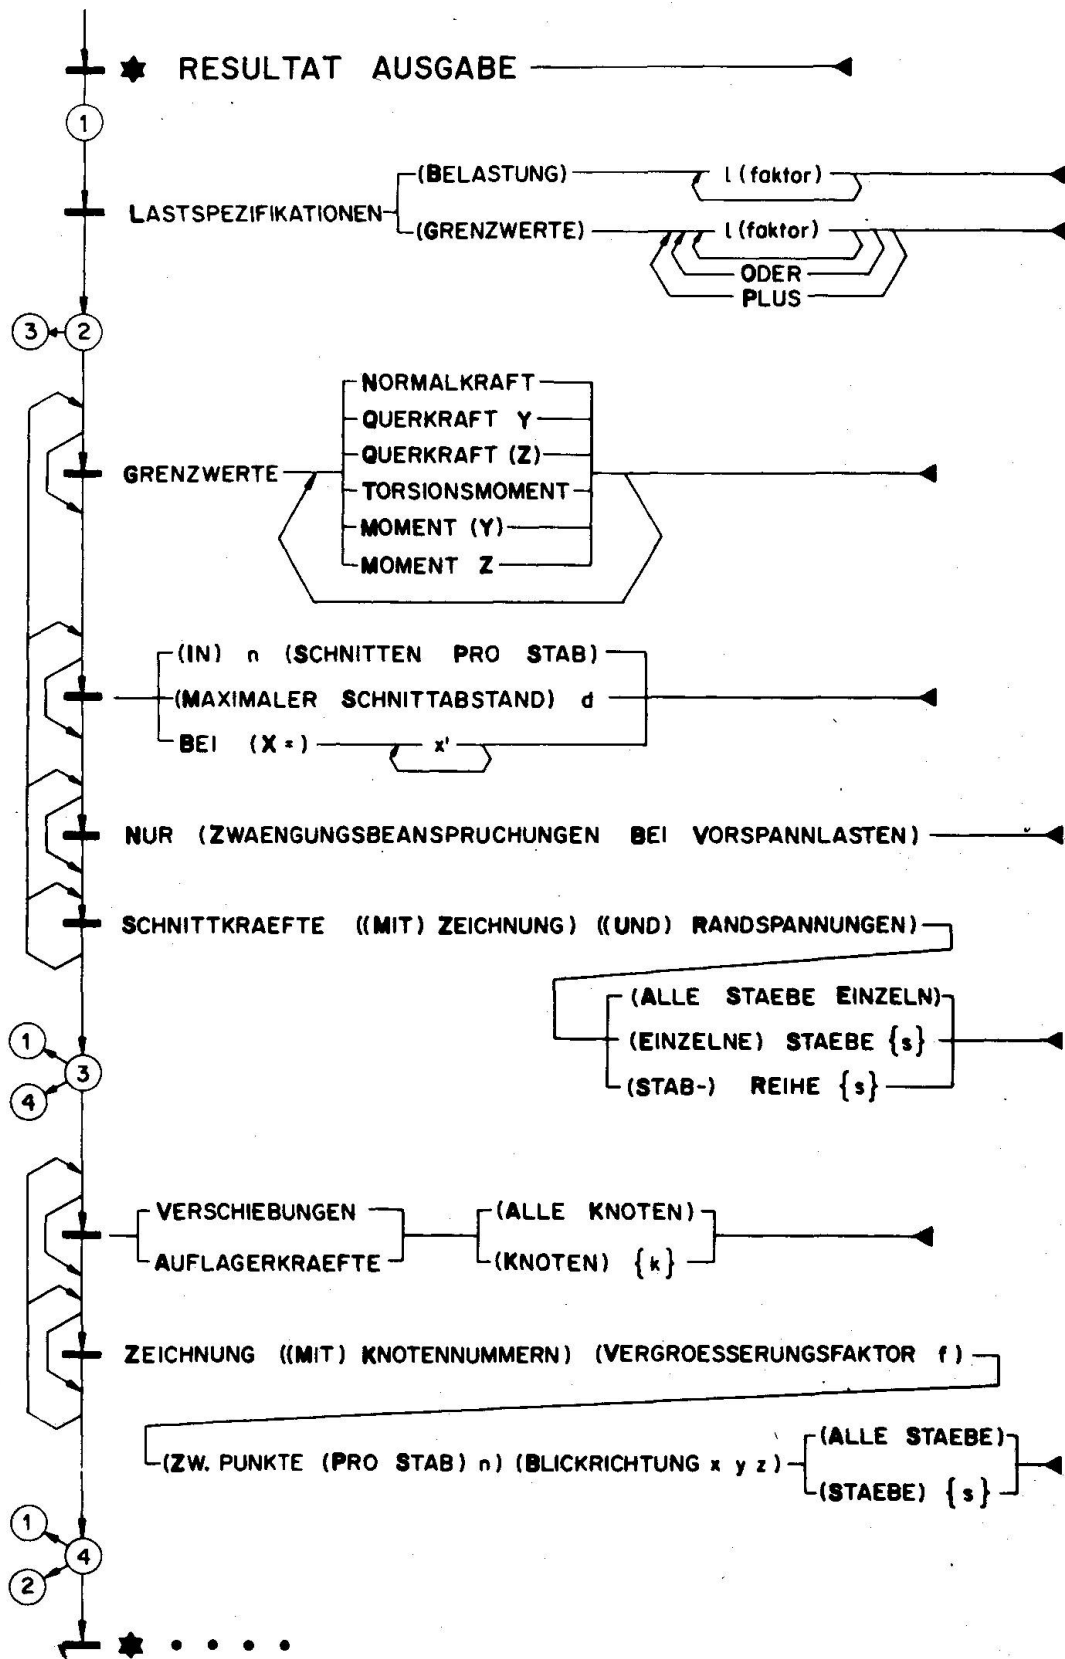 ★ RESULTAT AUSGABE
1
(BELASTUNG) l (faktor)
LASTSPEZIFIKATIONEN
(GRENZWERTE) l (faktor)
ODER
PLUS
3 2
NORMALKRAFT
QUERKRAFT Y
QUERKRAFT (Z)
GRENZWERTE
TORSIONSMOMENT
MOMENT (Y)
MOMENT Z
(IN) n (SCHNITTEN PRO STAB)
(MAXIMALER SCHNITTABSTAND) d
BEI (X=) x'
NUR (ZWAENGUNGSBEANSPRUCHUNGEN BEI VORSPANNLASTEN)
SCHNITTKRAEFTE ((MIT) ZEICHNUNG) ((UND) RANDSPANNUNGEN)
(ALLE STAEBE EINZELN)
(EINZELNE) STAEBE {s}
(STAB-) REIHE {s}
1
3
4
VERSCHIEBUNGEN (ALLE KNOTEN)
AUFLAGERKRAEFTE (KNOTEN) {k}
ZEICHNUNG ((MIT) KNOTENNUMMERN) (VERGROESSERUNGSFAKTOR f)
(ALLE STAEBE)
(ZW. PUNKTE (PRO STAB) n) (BLICKRICHTUNG x y z)
(STAEBE) {s}
1
4
2
★ • • • •